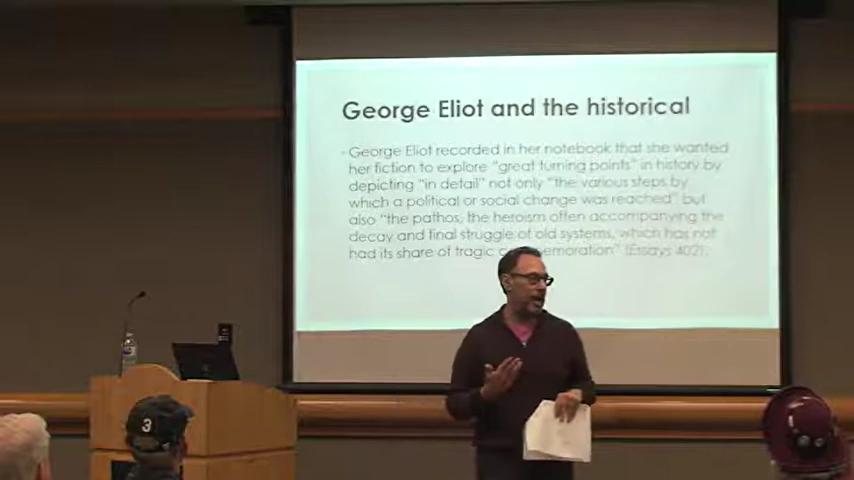 George Eliot and the historical
George Eliot recorded in her notebook that she wanted
her fiction to explore "great turning points" in history by
depicting "in detail" not only "the various steps by
which a political or social change was reached" but
also "the pathos, the heroism often accompanying the
decay and final struggle of old systems, which has not
had its share of tragic (Essays 402).
3